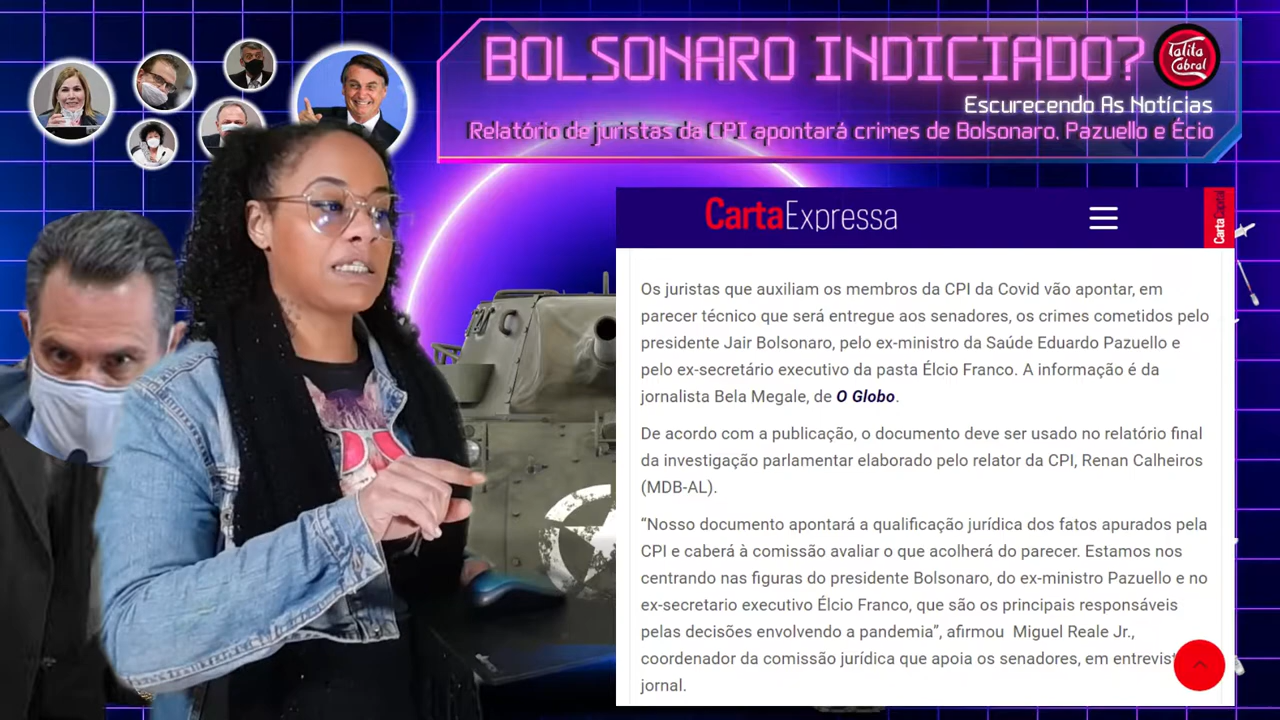 BOLSONARO INDICIADO?
Talita
Cabral
Escurecendo As Notícias
Relatório de juristas da CPI apontará crimes de Bolsonaro, Pazuello e Écio
CartaExpressa
CartaCapital
Os juristas que auxiliam os membros da CPI da Covid vão apontar, em
parecer técnico que será entregue aos senadores, os crimes cometidos pelo
presidente Jair Bolsonaro, pelo ex-ministro da Saúde Eduardo Pazuello e
pelo ex-secretário executivo da pasta Élcio Franco. A informação é da
jornalista Bela Megale, de O Globo.
De acordo com a publicação, o documento deve ser usado no relatório final
da investigação parlamentar elaborado pelo relator da CPI, Renan Calheiros
(MDB-AL).
“Nosso documento apontará a qualificação jurídica dos fatos apurados pela
CPI e caberá à comissão avaliar o que acolherá do parecer. Estamos nos
centrando nas figuras do presidente Bolsonaro, do ex-ministro Pazuello e no
ex-secretario executivo Élcio Franco, que são os principais responsáveis
pelas decisões envolvendo a pandemia”, afirmou Miguel Reale Jr.,
coordenador da comissão jurídica que apoia os senadores, em
jornal.